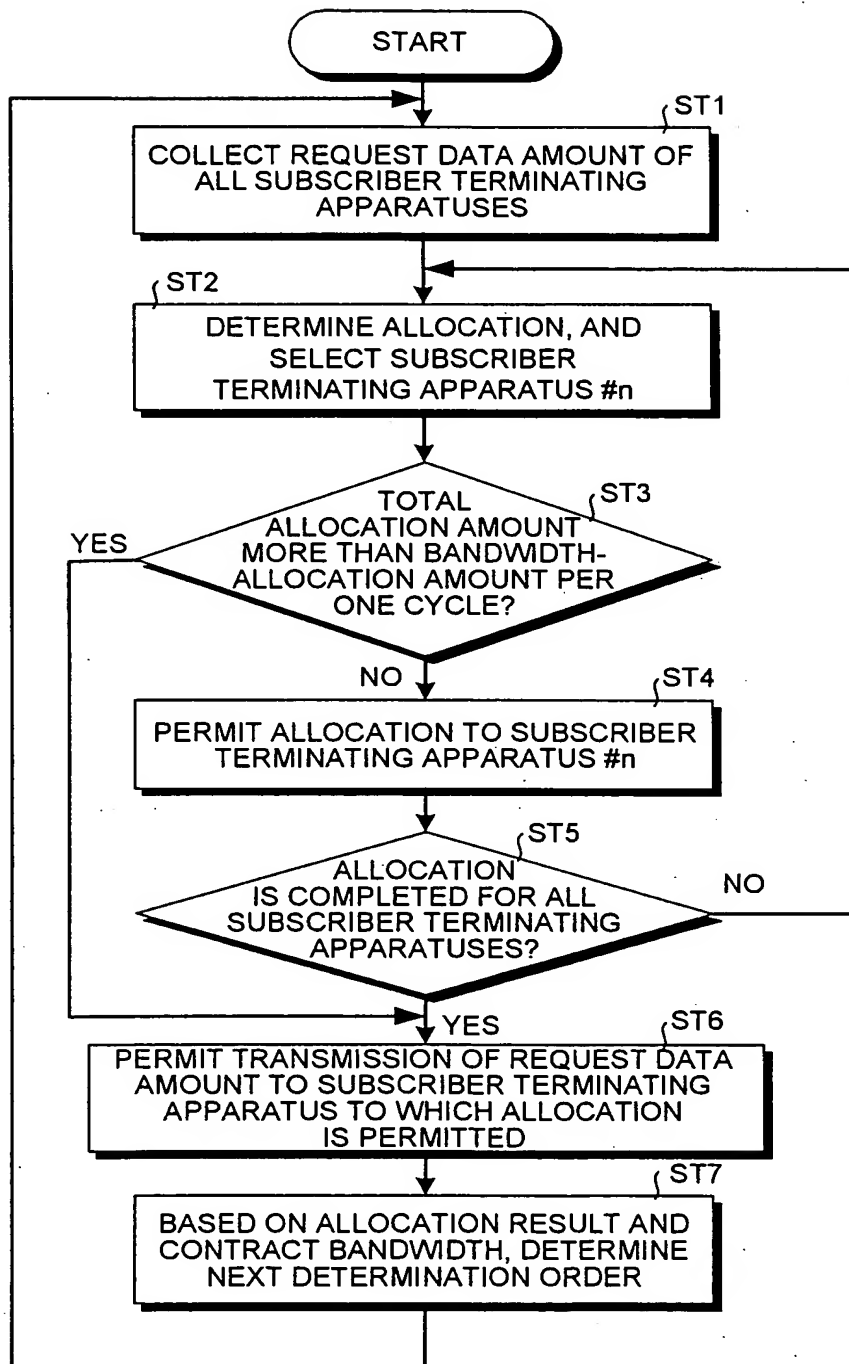 START
ST1
COLLECT REQUEST DATA AMOUNT OF
ALL SUBSCRIBER TERMINATING
APPARATUSES
ST2
DETERMINE ALLOCATION, AND
SELECT SUBSCRIBER
TERMINATING APPARATUS #n
ST3
TOTAL
ALLOCATION AMOUNT
MORE THAN BANDWIDTH-
ALLOCATION AMOUNT PER
ONE CYCLE?
YES
NO
ST4
PERMIT ALLOCATION TO SUBSCRIBER
TERMINATING APPARATUS #n
ST5
ALLOCATION
IS COMPLETED FOR ALL
SUBSCRIBER TERMINATING
APPARATUSES?
NO
YES
ST6
PERMIT TRANSMISSION OF REQUEST DATA
AMOUNT TO SUBSCRIBER TERMINATING
APPARATUS TO WHICH ALLOCATION
IS PERMITTED
ST7
BASED ON ALLOCATION RESULT AND
CONTRACT BANDWIDTH, DETERMINE
NEXT DETERMINATION ORDER